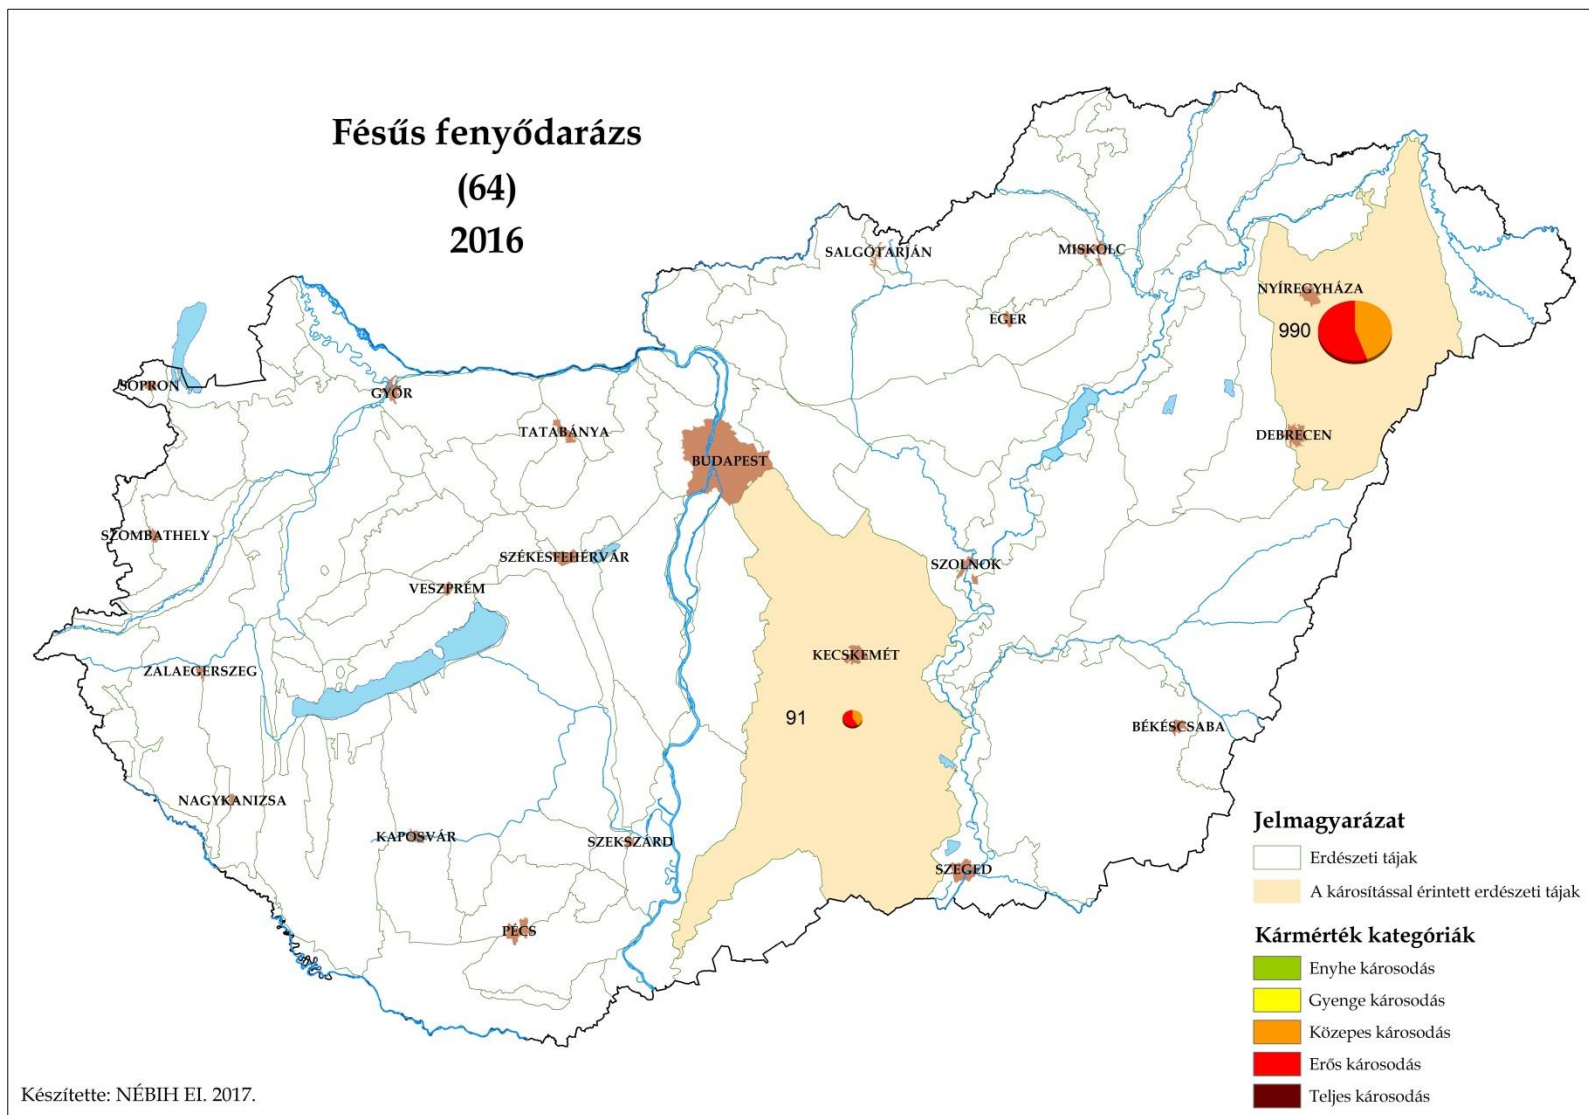 Fésűs fenyődarázs
(64)
2016
SALGÓTARJÁN
MISKOLC
NYÍREGYHÁZA
EGER
990
SOPRON
GYŐR
TATABÁNYA
DEBRECEN
BUDAPEST
SZOMBATHELY
SZÉKESFEHÉRVÁR
SZOLNOK
VESZPRÉM
KECSKEMÉT
ZALAEGERSZEG
91
BÉKÉSCSABA
NAGYKANIZSA
KAPOSVÁR
SZEKSZÁRD
SZEGED
PÉCS
Jelmagyarázat
Erdészeti tájak
A károsítással érintett erdészeti tájak
Kármérték kategóriák
Enyhe károsodás
Gyenge károsodás
Közepes károsodás
Erős károsodás
Teljes károsodás
Készítette: NÉBIH EI. 2017.